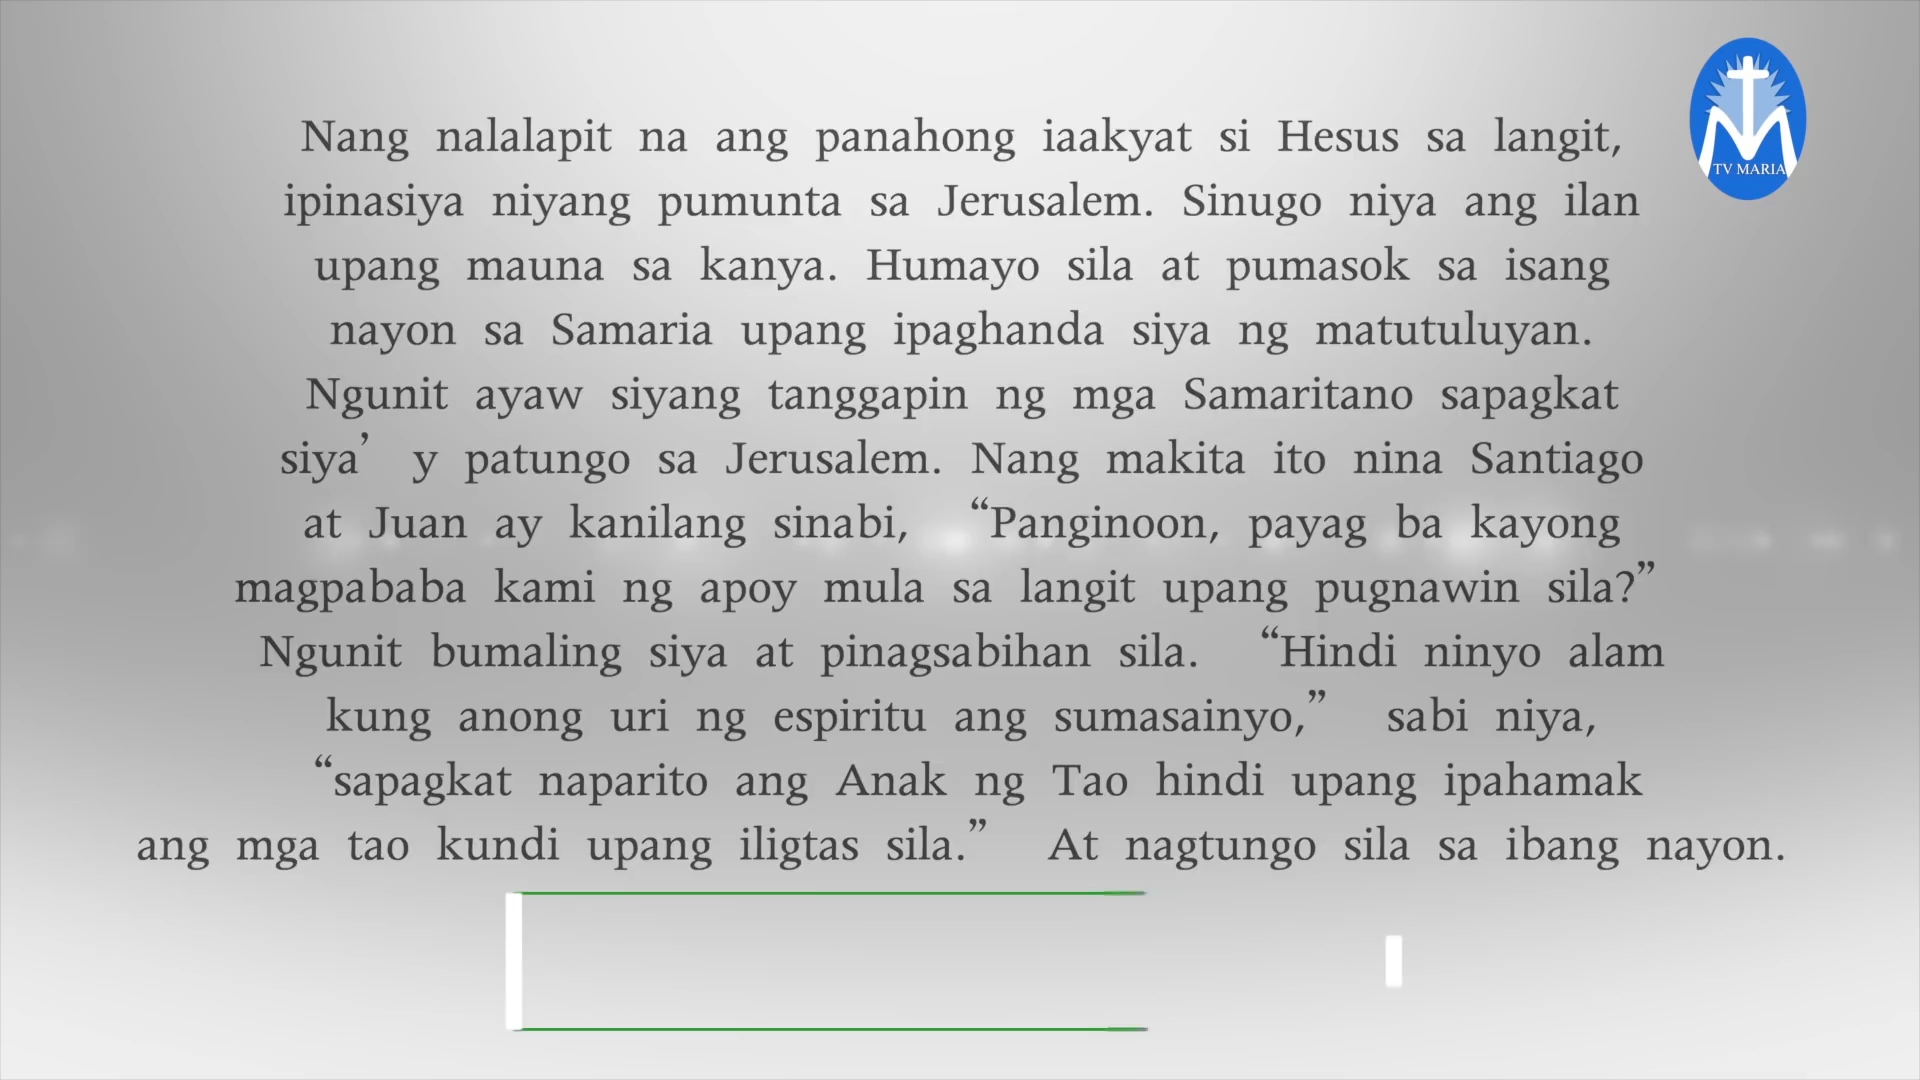 Nang nalalapit na ang panahong iaakyat si Hesus sa langit,
ipinasiya niyang pumunta sa Jerusalem. Sinugo niya ang ilan
upang mauna sa kanya. Humayo sila at pumasok sa isang
nayon sa Samaria upang ipaghanda siya ng matutuluyan.
Ngunit ayaw siyang tanggapin ng mga Samaritano sapagkat
siya’ y patungo sa Jerusalem. Nang makita ito nina Santiago
at Juan ay kanilang sinabi, “Panginoon, payag ba kayong
magpababa kami ng apoy mula sa langit upang pugnawin sila?”
Ngunit bumaling siya at pinagsabihan sila. “Hindi ninyo alam
kung anong uri ng espiritu ang sumasainyo,” sabi niya,
“sapagkat naparito ang Anak ng Tao hindi upang ipahamak
ang mga tao kundi upang iligtas sila.” At nagtungo sila sa ibang nayon.
TV MARIA